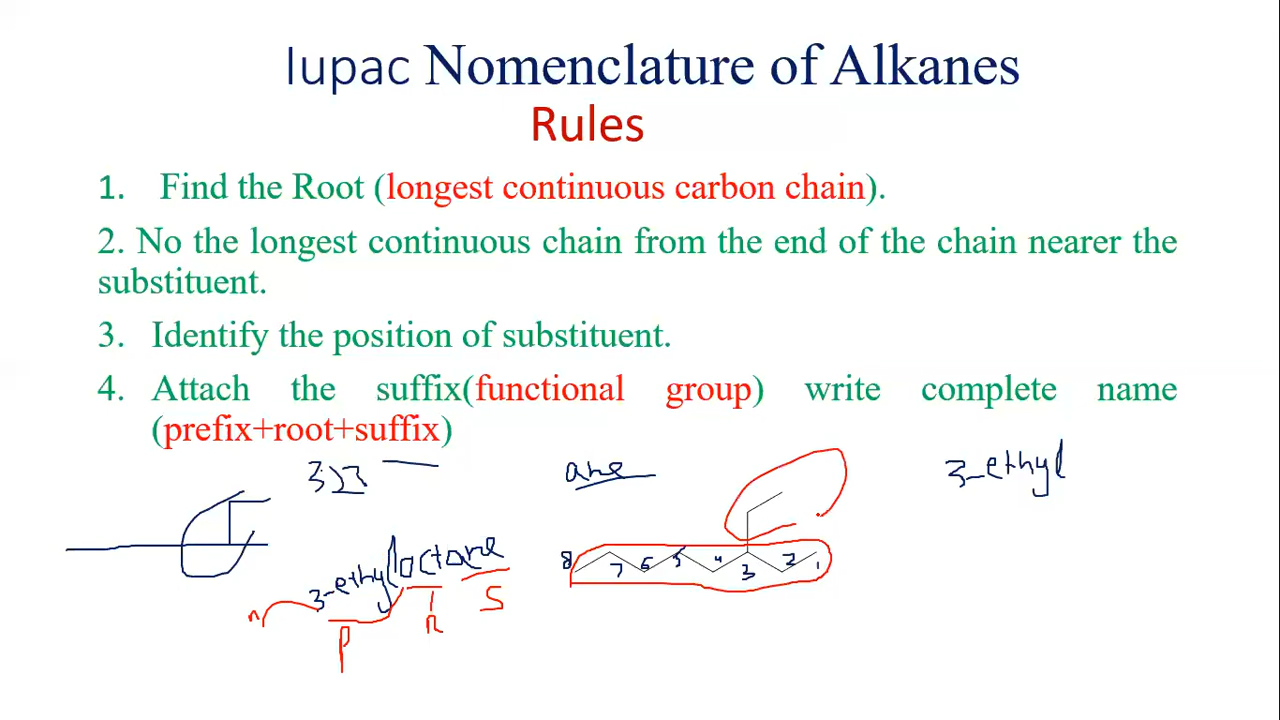 Iupac Nomenclature of Alkanes
Rules
1. Find the Root (longest continuous carbon chain).
2. No the longest continuous chain from the end of the chain nearer the
substituent.
3. Identify the position of substituent.
4. Attach the suffix(functional group) write complete name
(prefix+root+suffix)
ane
3-ethyl
3-ethyl octane
8 7 6 5 4 3 2 1
n
P
R
S